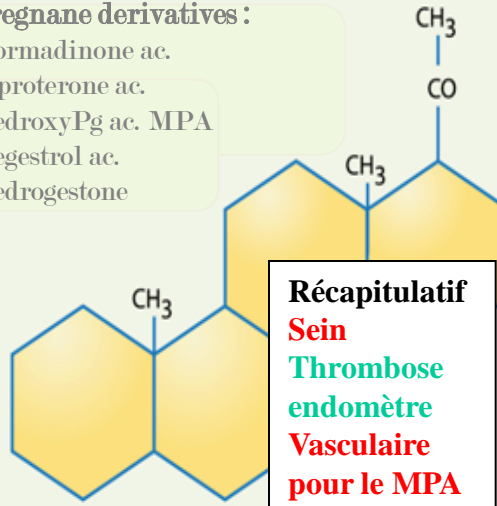 regnane derivatives :
ormadinone ac.
proterone ac.
edroxyPg ac. MPA
egestrol ac.
edrogestone
CH3
CO
CH3
CH3
Récapitulatif
Sein
Thrombose
endomètre
Vasculaire
pour le MPA